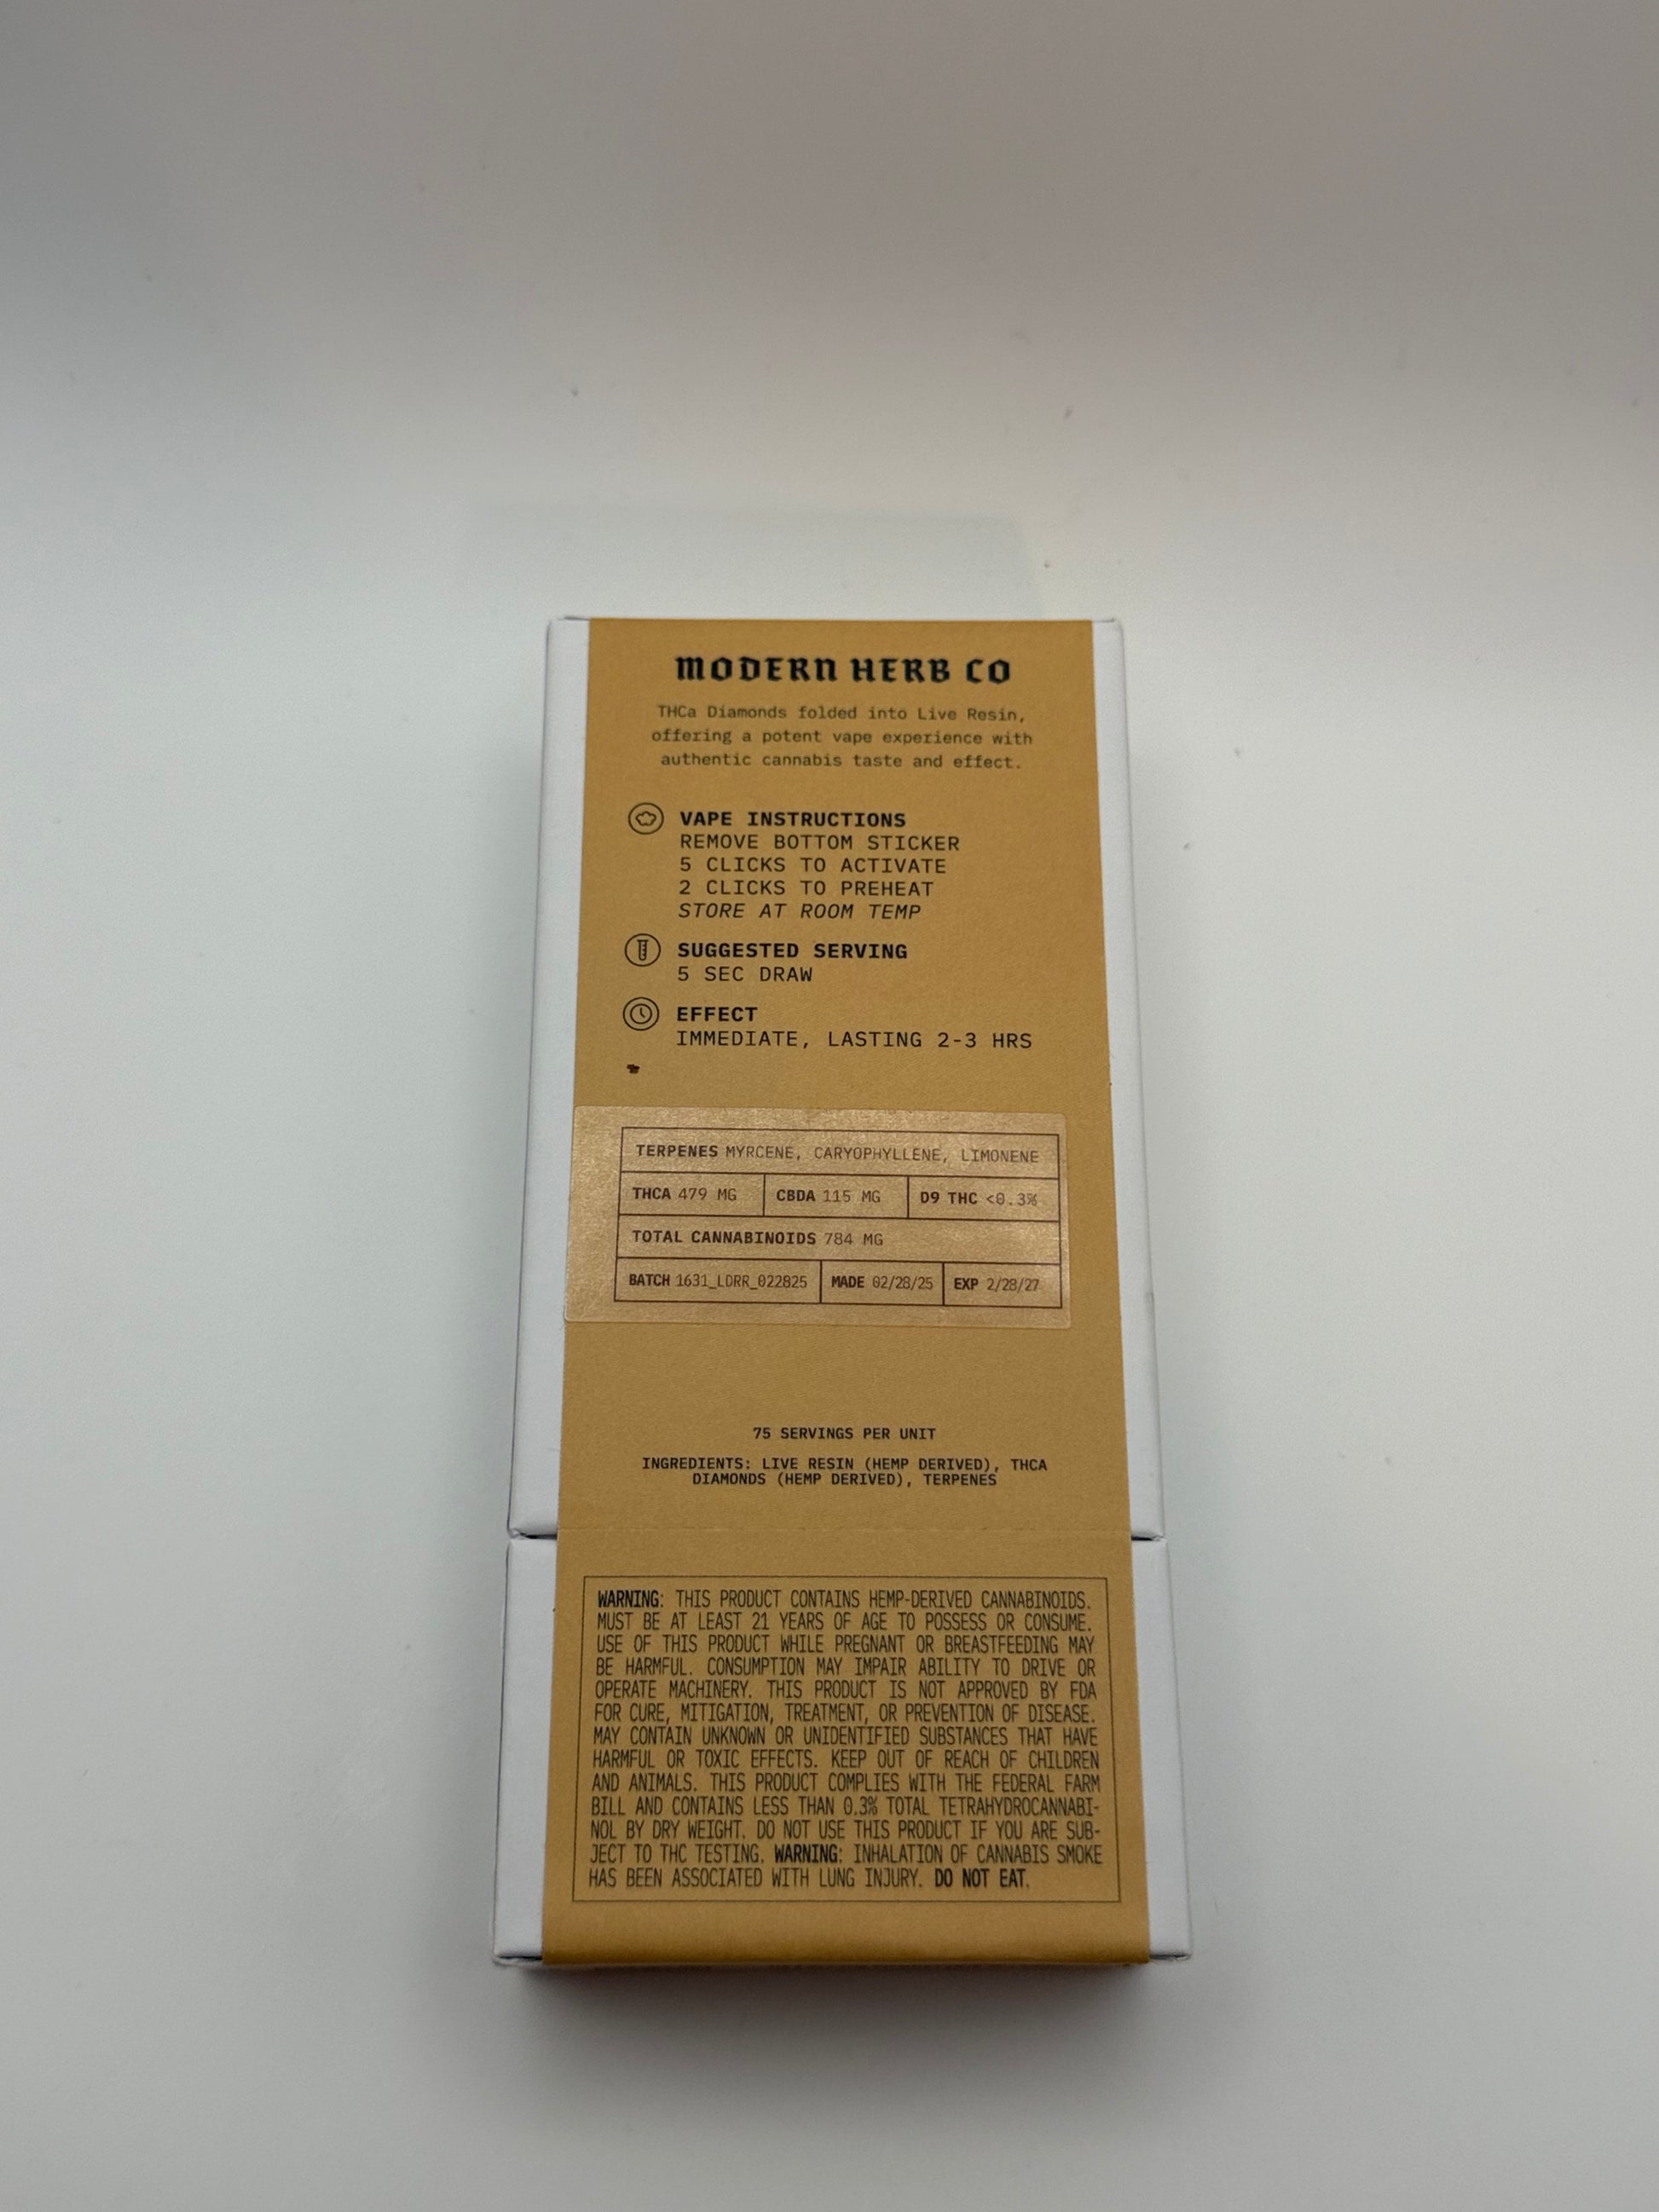 MODERN HERB CO
THCa Diamonds folded into Live Resin,
offering a potent vape experience with
authentic cannabis taste and effect.
VAPE INSTRUCTIONS
REMOVE BOTTOM STICKER
5 CLICKS TO ACTIVATE
2 CLICKS TO PREHEAT
STORE AT ROOM TEMP
SUGGESTED SERVING
5 SEC DRAW
EFFECT
IMMEDIATE, LASTING 2-3 HRS
TERPENES MYRCENE, CARYOPHYLLENE, LIMONENE
THCA 479 MG CBDA 115 MG D9 THC <0.3%
TOTAL CANNABINOIDS 784 MG
BATCH 1631_LDRR_022825 MADE 02/28/25 EXP 2/28/27
75 SERVINGS PER UNIT
INGREDIENTS: LIVE RESIN (HEMP DERIVED), THCA
DIAMONDS (HEMP DERIVED), TERPENES
WARNING: THIS PRODUCT CONTAINS HEMP-DERIVED CANNABINOIDS.
MUST BE AT LEAST 21 YEARS OF AGE TO POSSESS OR CONSUME.
USE OF THIS PRODUCT WHILE PREGNANT OR BREASTFEEDING MAY
BE HARMFUL. CONSUMPTION MAY IMPAIR ABILITY TO DRIVE OR
OPERATE MACHINERY. THIS PRODUCT IS NOT APPROVED BY FDA
FOR CURE, MITIGATION, TREATMENT, OR PREVENTION OF DISEASE.
MAY CONTAIN UNKNOWN OR UNIDENTIFIED SUBSTANCES THAT HAVE
HARMFUL OR TOXIC EFFECTS. KEEP OUT OF REACH OF CHILDREN
AND ANIMALS. THIS PRODUCT COMPLIES WITH THE FEDERAL FARM
BILL AND CONTAINS LESS THAN 0.3% TOTAL TETRAHYDROCANNABI-
NOL BY DRY WEIGHT. DO NOT USE THIS PRODUCT IF YOU ARE SUB-
JECT TO THC TESTING. WARNING: INHALATION OF CANNABIS SMOKE
HAS BEEN ASSOCIATED WITH LUNG INJURY. DO NOT EAT.